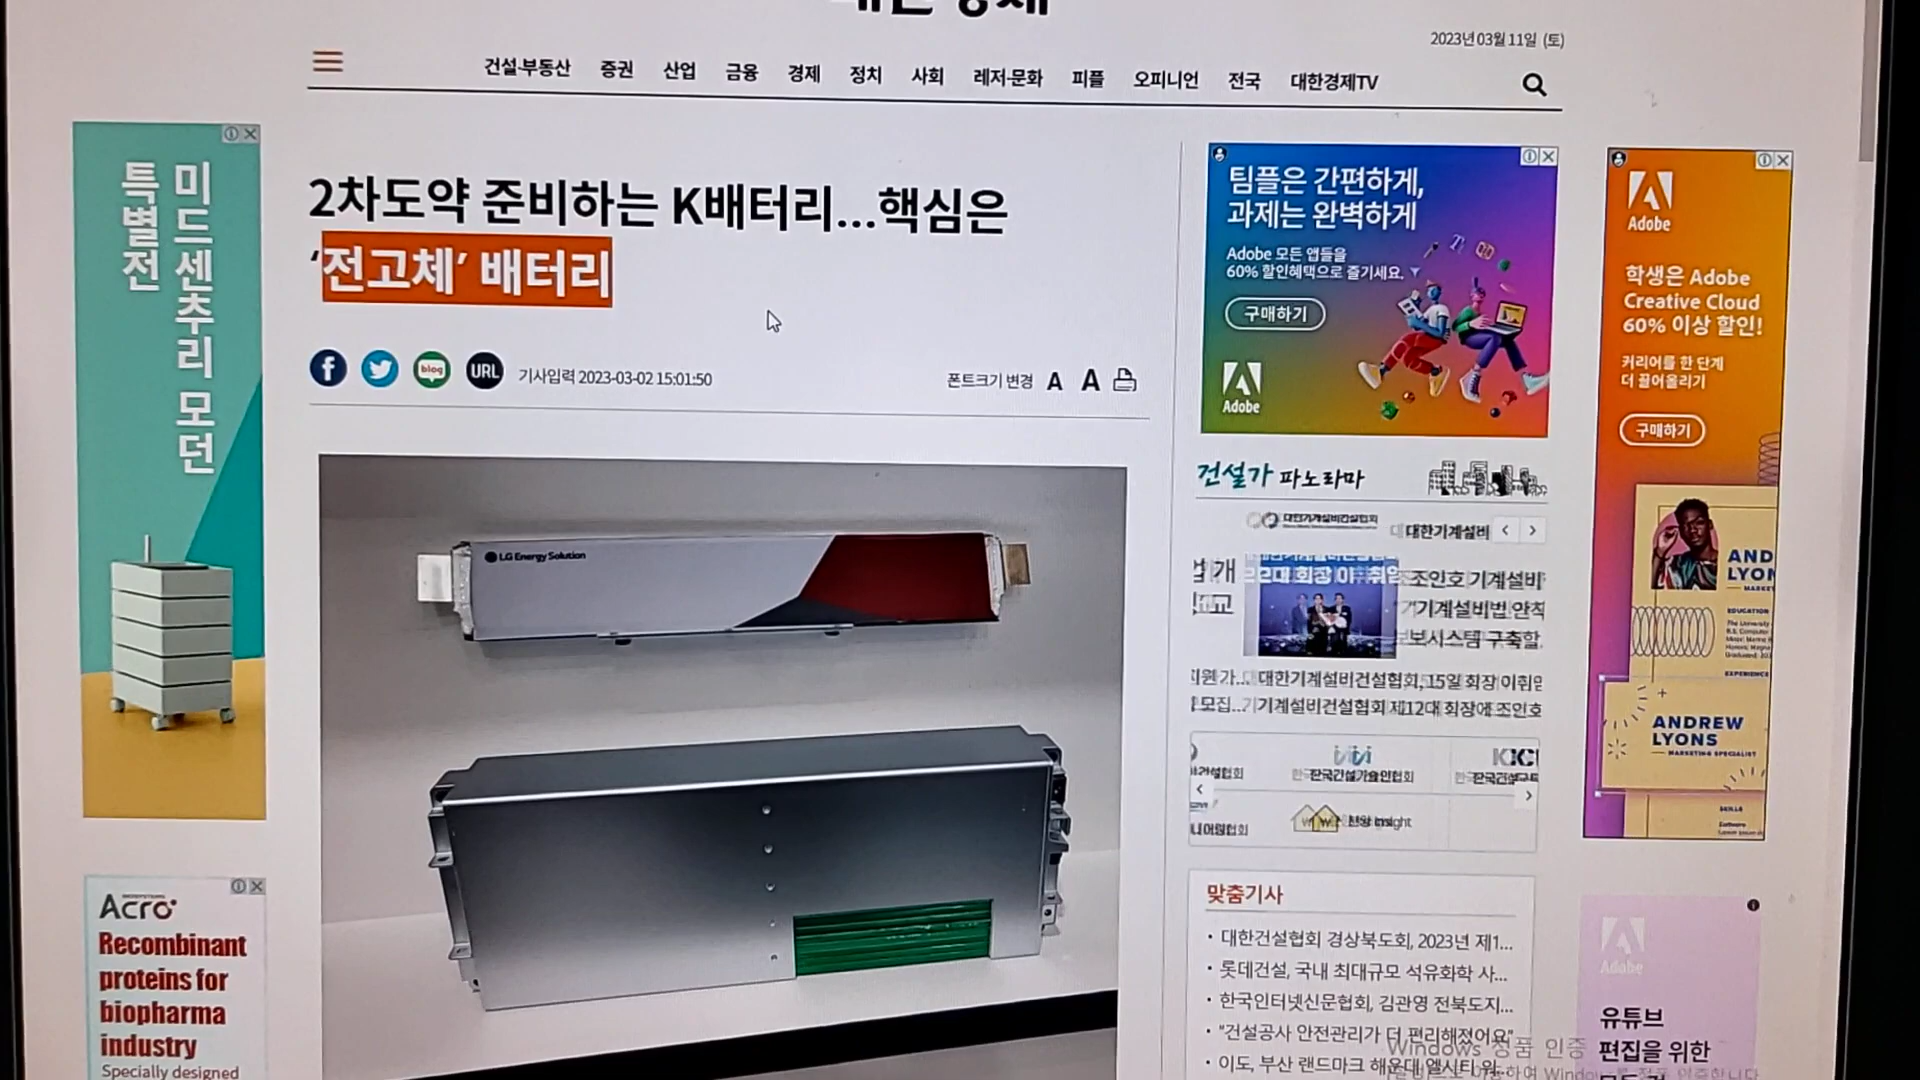 2023년 03월 11일 (토)
건설·부동산 증권 산업 금융 경제 정치 사회 레저·문화 피플 오피니언 전국 대한경제TV
미드센추리 모던
특별전
2차도약 준비하는 K배터리...핵심은
‘전고체’ 배터리
blog URL 기사입력 2023-03-02 15:01:50
폰트크기 변경 A A
LG Energy Solution
팀플은 간편하게,
과제는 완벽하게
Adobe 모든 앱들을
60% 할인혜택으로 즐기세요.
구매하기
Adobe
건설가 파노라마
대한기계설비
조인호 기계설비
기계설비법 안착
보시스템 구축할.
대한기계설비건설협회, 15일 회장 이취임
기계설비건설협회 제12대 회장에 조인호
한국건설기술인협회
맞춤기사
· 대한건설협회 경상북도회, 2023년 제1...
· 롯데건설, 국내 최대규모 석유화학 사...
· 한국인터넷신문협회, 김관영 전북도지...
· “건설공사 안전관리가 더 편리해졌어요”
· 이도, 부산 랜드마크 해운대 엘시티 위...
Adobe
학생은 Adobe
Creative Cloud
60% 이상 할인!
커리어를 한 단계
더 끌어올리기
구매하기
AND
LYON
EDUCATION
EXPERIENCE
ANDREW
LYONS
MARKETING SPECIALIST
SKILLS
Adobe
유튜브
편집을 위한
Windows 정품 인증
Acro
Recombinant
proteins for
biopharma
industry
Specially designed